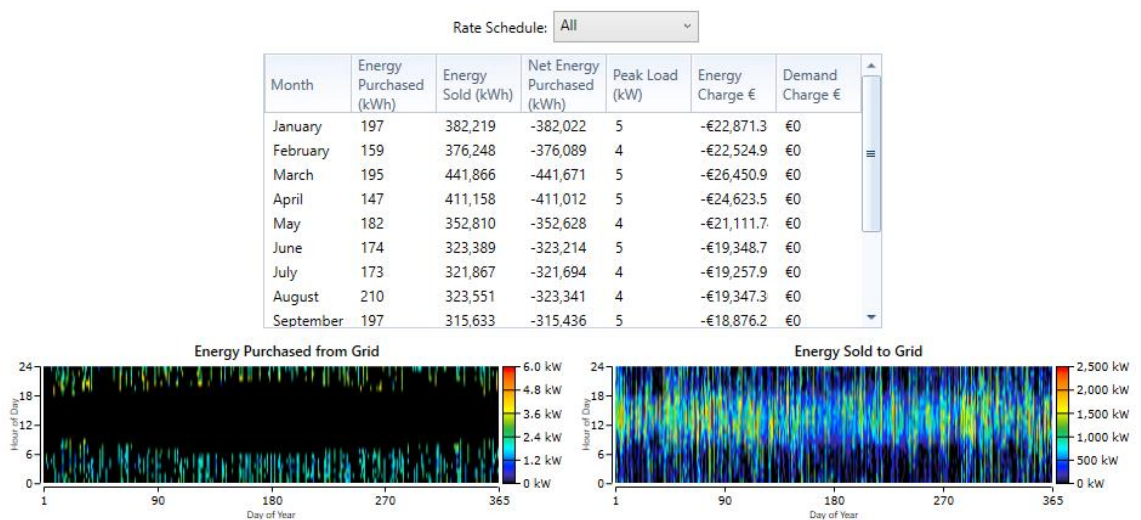 Rate Schedule: All
Month Energy Purchased (kWh) Energy Sold (kWh) Net Energy Purchased (kWh) Peak Load (kW) Energy Charge € Demand Charge €
January 197 382,219 -382,022 5 -€22,871.3 €0
February 159 376,248 -376,089 4 -€22,524.9 €0
March 195 441,866 -441,671 5 -€26,450.9 €0
April 147 411,158 -411,012 5 -€24,623.5 €0
May 182 352,810 -352,628 4 -€21,111.7 €0
June 174 323,389 -323,214 5 -€19,348.7 €0
July 173 321,867 -321,694 4 -€19,257.9 €0
August 210 323,551 -323,341 4 -€19,347.3 €0
September 197 315,633 -315,436 5 -€18,876.2 €0
Energy Purchased from Grid
24
18
12
6
0
Hour of Day
1 90 180 270 365
Day of Year
6.0 kW
4.8 kW
3.6 kW
2.4 kW
1.2 kW
0 kW
Energy Sold to Grid
24
18
12
6
0
Hour of Day
1 90 180 270 365
Day of Year
2,500 kW
2,000 kW
1,500 kW
1,000 kW
500 kW
0 kW